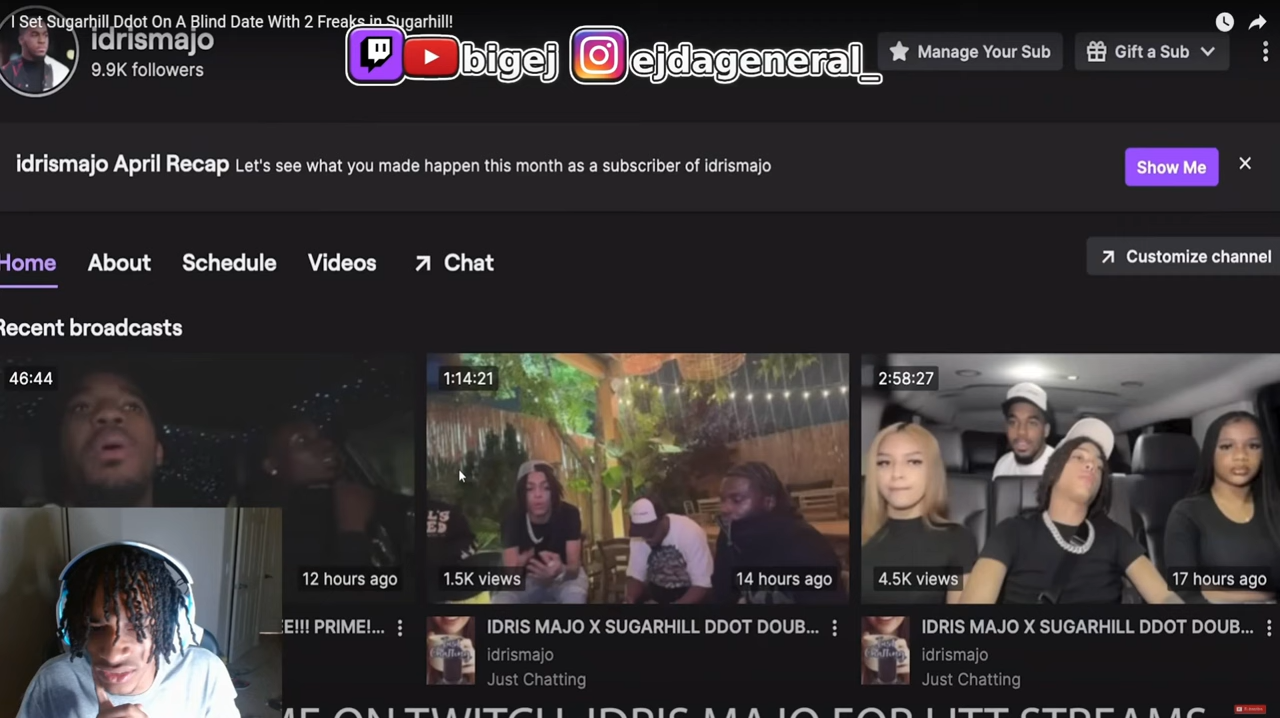 I Set Sugarhill Ddot On A Blind Date With 2 Freaks in Sugarhill!
idrismajo
9.9K followers
bigej
ejdageneral_
Manage Your Sub
Gift a Sub
idrismajo April Recap Let's see what you made happen this month as a subscriber of idrismajo
Show Me
Home About Schedule Videos Chat
Customize channel
Recent broadcasts
46:44
12 hours ago
1:14:21
1.5K views
14 hours ago
2:58:27
4.5K views
17 hours ago
E!!! PRIME!...
IDRIS MAJO X SUGARHILL DDOT DOUB...
idrismajo
Just Chatting
IDRIS MAJO X SUGARHILL DDOT DOUB...
idrismajo
Just Chatting
ME ON TWITCH IDRIS MAJO FOR LITT STREAMS